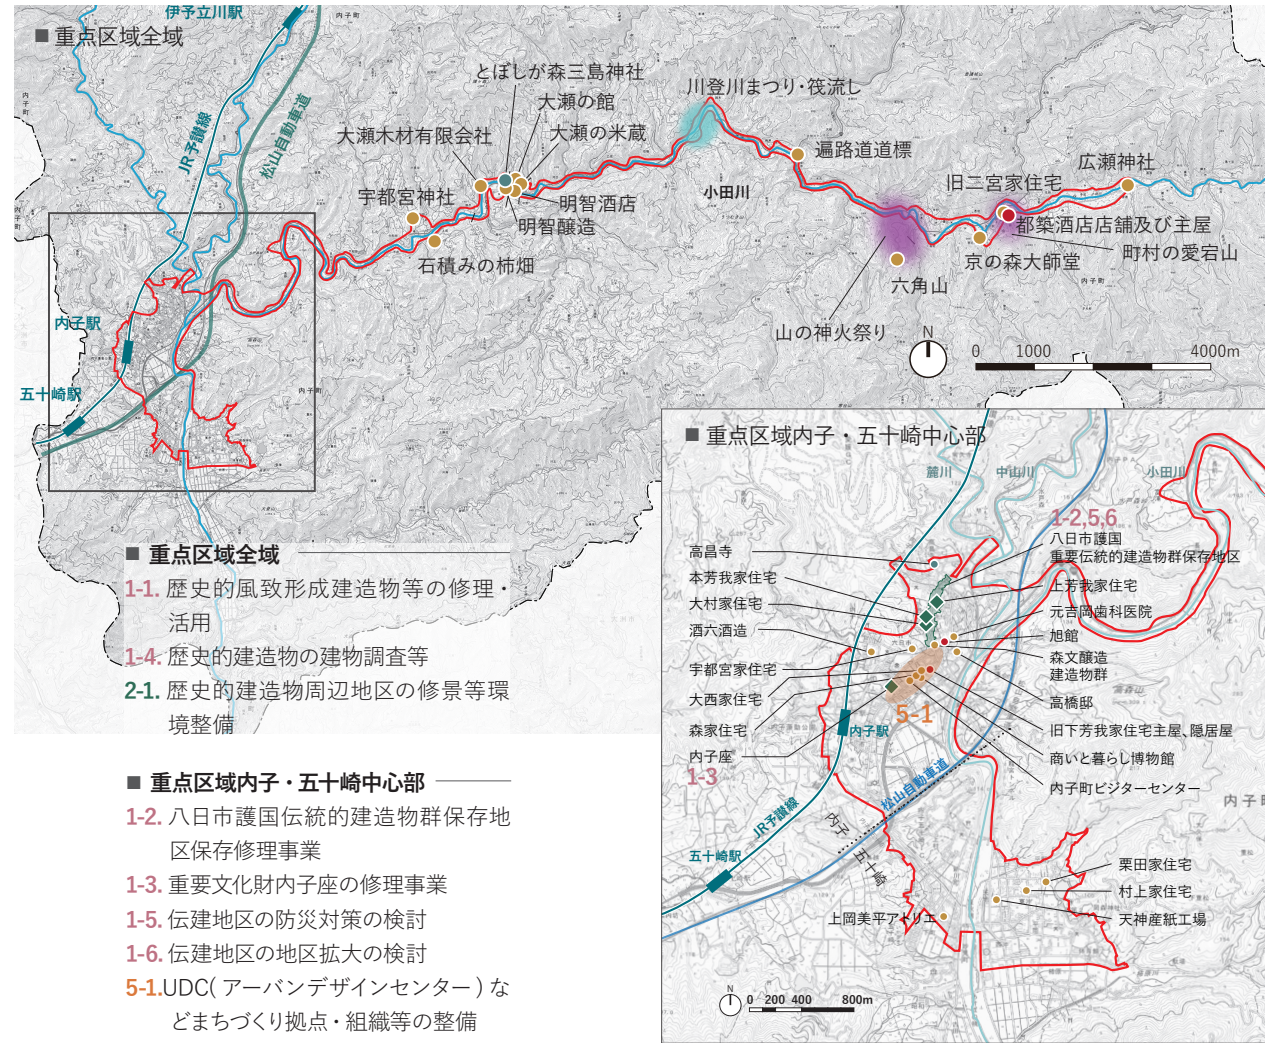 ■ 重点区域全域
伊予立川駅
内子町
JR予讃線
松山自動車道
とぼしが森三島神社
大瀬の館
大瀬の米蔵
大瀬木材有限会社
宇都宮神社
明智酒店
明智醸造
石積みの柿畑
川登川まつり・筏流し
遍路道道標
小田川
広瀬神社
旧二宮家住宅
都築酒店店舗及び主屋
町村の愛宕山
京の森大師堂
六角山
山の神火祭り
内子町
内子町
内子町
内子駅
五十崎駅
N
0 1000 4000m
■ 重点区域全域
1-1. 歴史的風致形成建造物等の修理・
活用
1-4. 歴史的建造物の建物調査等
2-1. 歴史的建造物周辺地区の修景等環
境整備
■ 重点区域内子・五十崎中心部
1-2. 八日市護国伝統的建造物群保存地
区保存修理事業
1-3. 重要文化財内子座の修理事業
1-5. 伝建地区の防災対策の検討
1-6. 伝建地区の地区拡大の検討
5-1.UDC( アーバンデザインセンター ) な
どまちづくり拠点・組織等の整備
■ 重点区域内子・五十崎中心部
麓川
中山川
小田川
1-2,5,6
八日市護国
重要伝統的建造物群保存地区
高昌寺
本芳我家住宅
大村家住宅
酒六酒造
宇都宮家住宅
大西家住宅
森家住宅
内子座
1-3
上芳我家住宅
元吉岡歯科医院
旭館
森文醸造
建造物群
高橋邸
旧下芳我家住宅主屋、隠居屋
商いと暮らし博物館
内子町ビジターセンター
5-1
内子駅
松山自動車道
JR予讃線
内子
五十崎
五十崎駅
内子町
栗田家住宅
村上家住宅
天神産紙工場
上岡美平アトリエ
N
0 200 400 800m